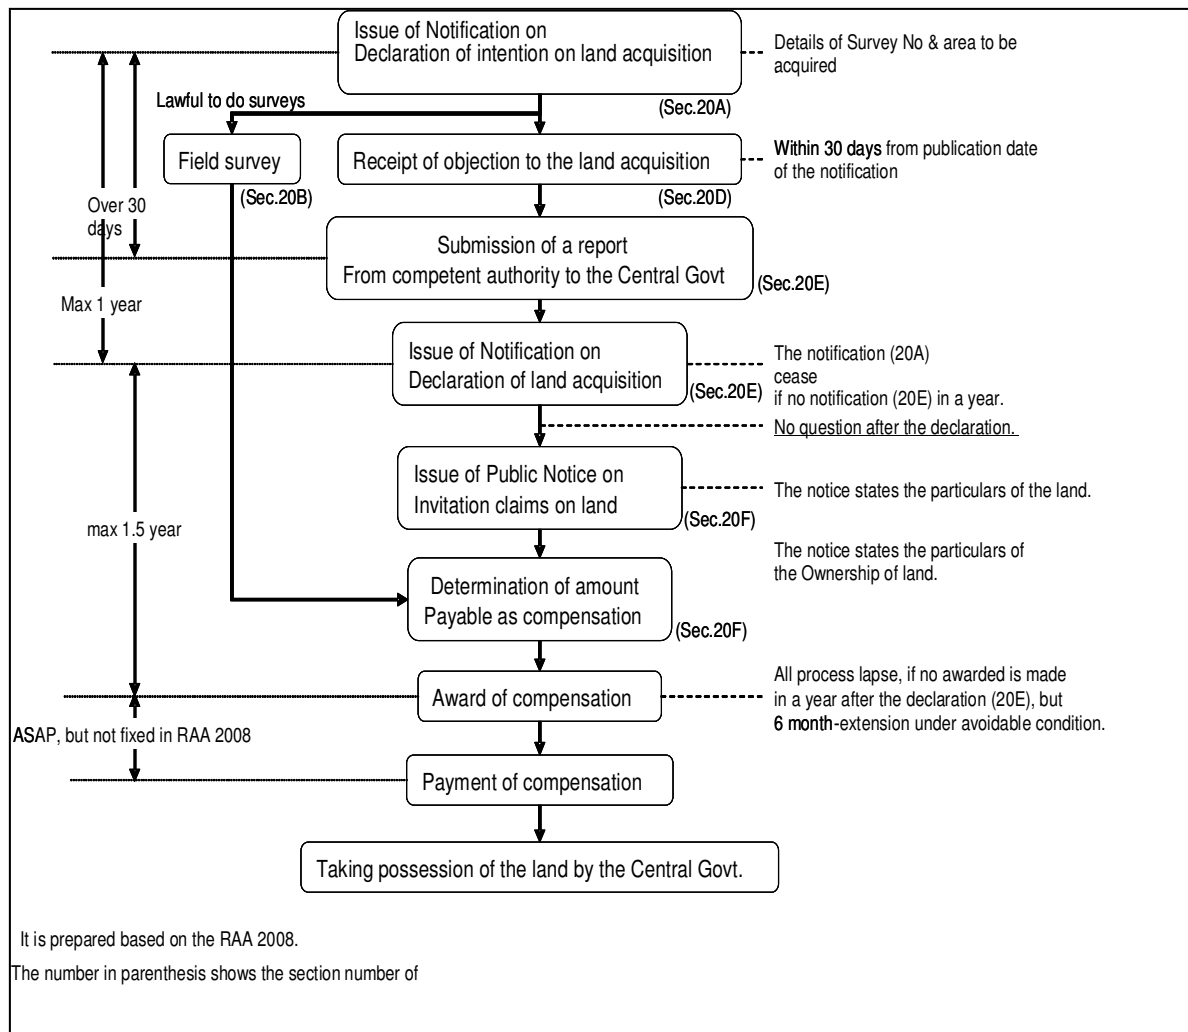 Issue of Notification on
Declaration of intention on land acquisition
Details of Survey No & area to be
acquired
(Sec.20A)
Lawful to do surveys
Field survey
(Sec.20B)
Receipt of objection to the land acquisition
(Sec.20D)
Within 30 days from publication date
of the notification
Over 30
days
Submission of a report
From competent authority to the Central Govt
(Sec.20E)
Max 1 year
Issue of Notification on
Declaration of land acquisition
(Sec.20E)
The notification (20A)
cease
if no notification (20E) in a year.
No question after the declaration.
Issue of Public Notice on
Invitation claims on land
(Sec.20F)
The notice states the particulars of the land.
max 1.5 year
The notice states the particulars of
the Ownership of land.
Determination of amount
Payable as compensation
(Sec.20F)
Award of compensation
All process lapse, if no awarded is made
in a year after the declaration (20E), but
6 month-extension under avoidable condition.
ASAP, but not fixed in RAA 2008
Payment of compensation
Taking possession of the land by the Central Govt.
It is prepared based on the RAA 2008.
The number in parenthesis shows the section number of